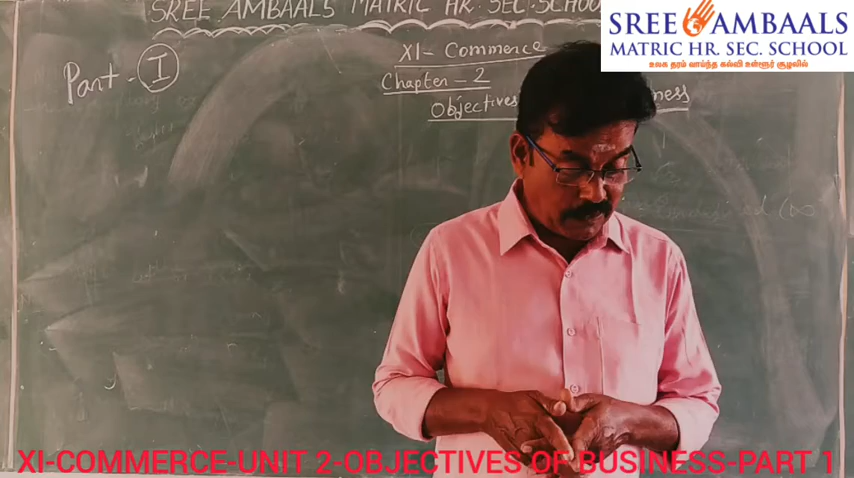 SREE AMBAALS MATRIC HR. SEC. SCHOOL
SREE AMBAALS
MATRIC HR. SEC. SCHOOL
உலக தரம் வாய்ந்த கல்வி உள்ளூர் சூழலில்
Part - I
XI - Commerce
Chapter - 2
Objectives ness
XI-COMMERCE-UNIT 2-OBJECTIVES OF BUSINESS-PART 1